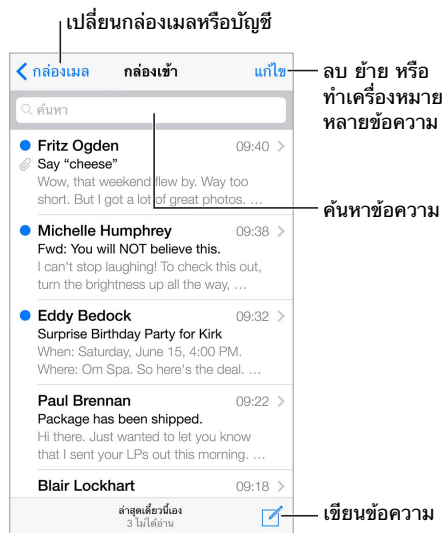 เปลี่ยนกล่องเมลหรือบัญชี
กล่องเมล กล่องเข้า แก้ไข
ลบ ย้าย หรือ
ทำเครื่องหมาย
หลายข้อความ
ค้นหา
Fritz Ogden 09:40
Say “cheese”
Wow, that weekend flew by. Way too
short. But I got a lot of great photos. …
ค้นหาข้อความ
Michelle Humphrey 09:38
Fwd: You will NOT believe this.
I can't stop laughing! To check this out,
turn the brightness up all the way, …
Eddy Bedock 09:32
Surprise Birthday Party for Kirk
When: Saturday, June 15, 4:00 PM.
Where: Om Spa. So here's the deal. …
Paul Brennan 09:22
Package has been shipped.
Hi there. Just wanted to let you know
that I sent your LPs out this morning. …
Blair Lockhart 09:18
ล่าสุดเดี๋ยวนี้เอง
3 ไม่ได้อ่าน
เขียนข้อความ